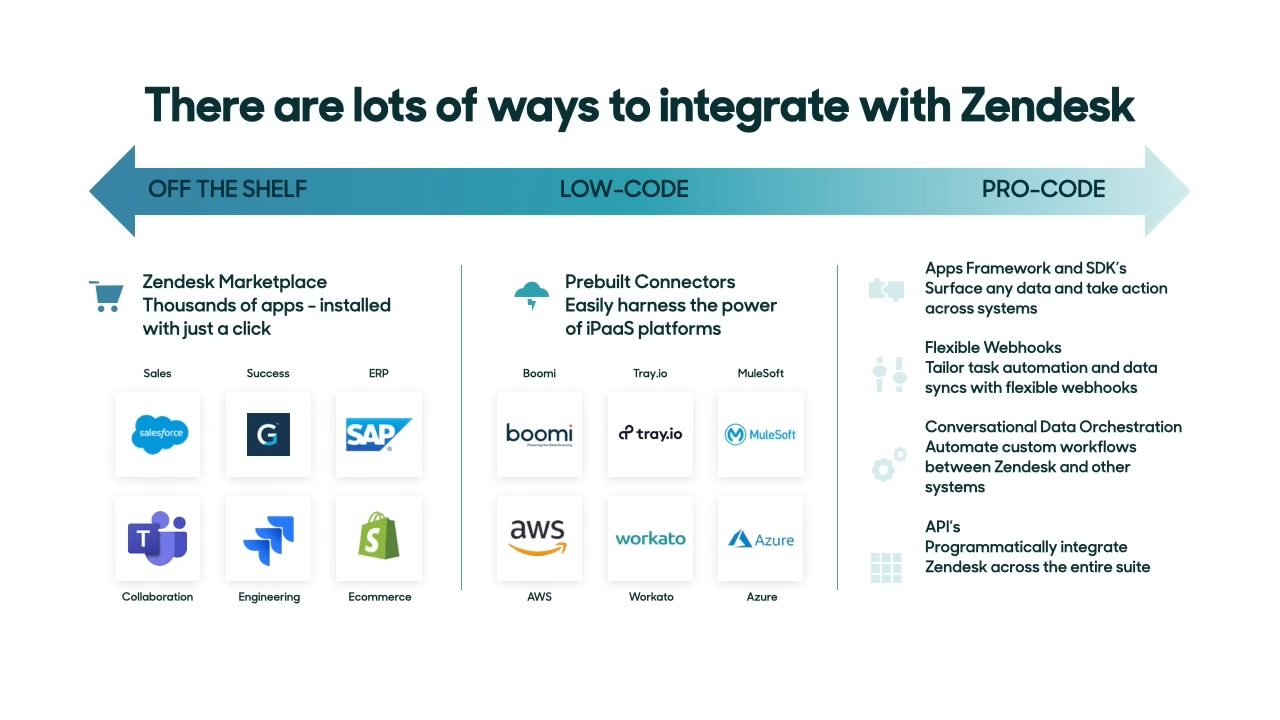 There are lots of ways to integrate with Zendesk
OFF THE SHELF
LOW-CODE
PRO-CODE
Zendesk Marketplace
Thousands of apps - installed
with just a click
Sales
Success
ERP
salesforce
G
SAP
T
S
Collaboration
Engineering
Ecommerce
Prebuilt Connectors
Easily harness the power
of iPaaS platforms
Boomi
Tray.io
MuleSoft
boomi
Powering the Data Economy
tray.io
MuleSoft
aws
workato
Azure
AWS
Workato
Azure
Apps Framework and SDK's
Surface any data and take action
across systems
Flexible Webhooks
Tailor task automation and data
syncs with flexible webhooks
Conversational Data Orchestration
Automate custom workflows
between Zendesk and other
systems
API's
Programmatically integrate
Zendesk across the entire suite